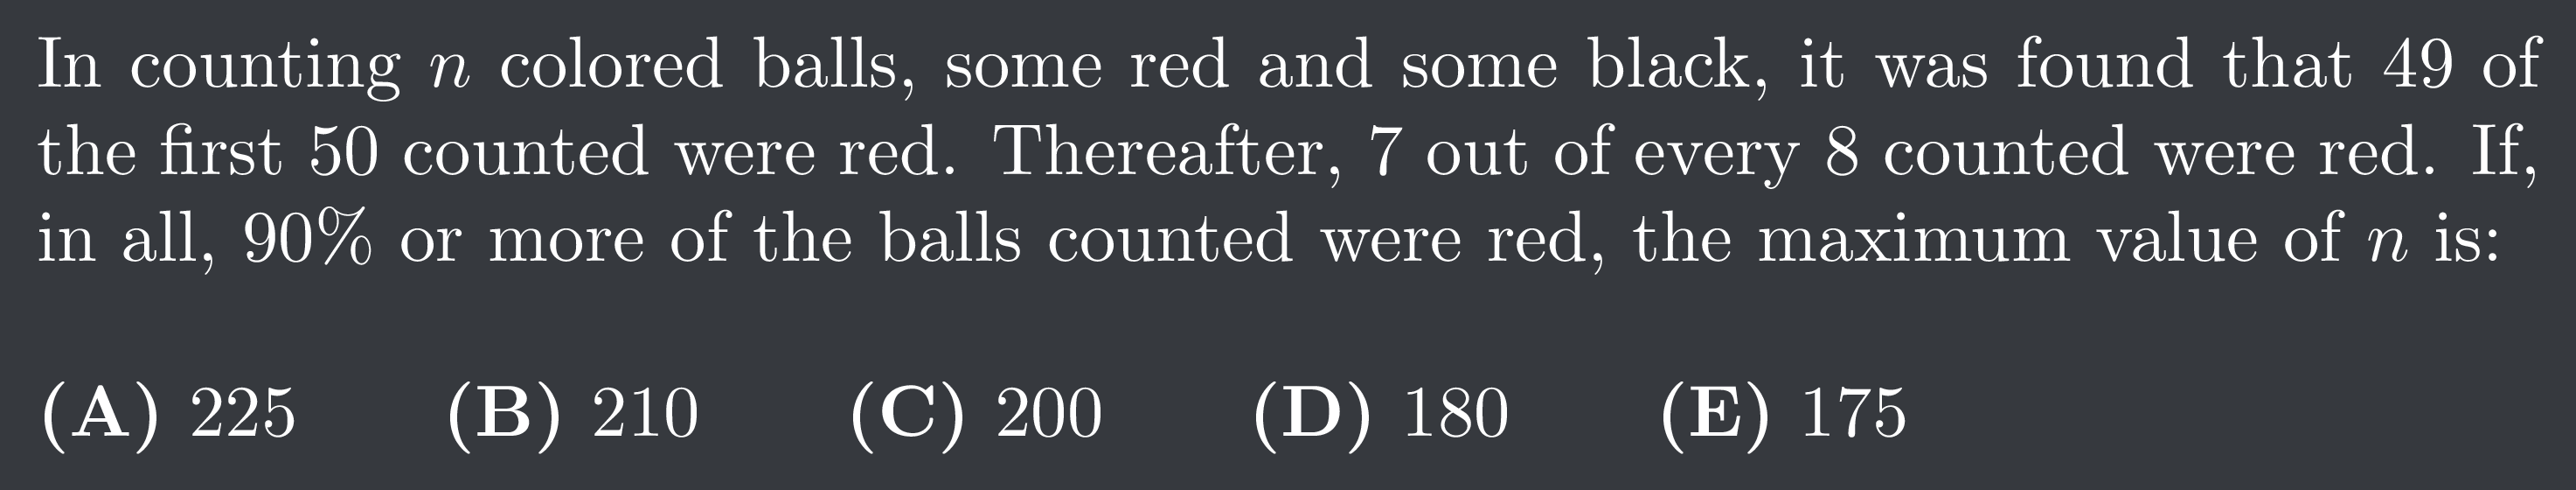 In counting n colored balls, some red and some black, it was found that 49 of
the first 50 counted were red. Thereafter, 7 out of every 8 counted were red. If,
in all, 90% or more of the balls counted were red, the maximum value of n is:
(A) 225 (B) 210 (C) 200 (D) 180 (E) 175